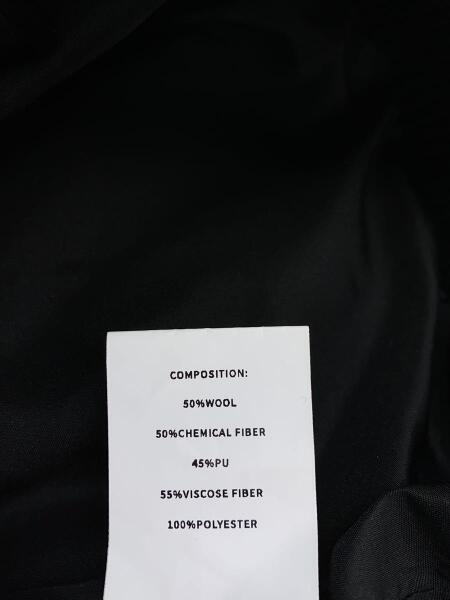 COMPOSITION:
50%WOOL
50%CHEMICAL FIBER
45%PU
55%VISCOSE FIBER
100%POLYESTER